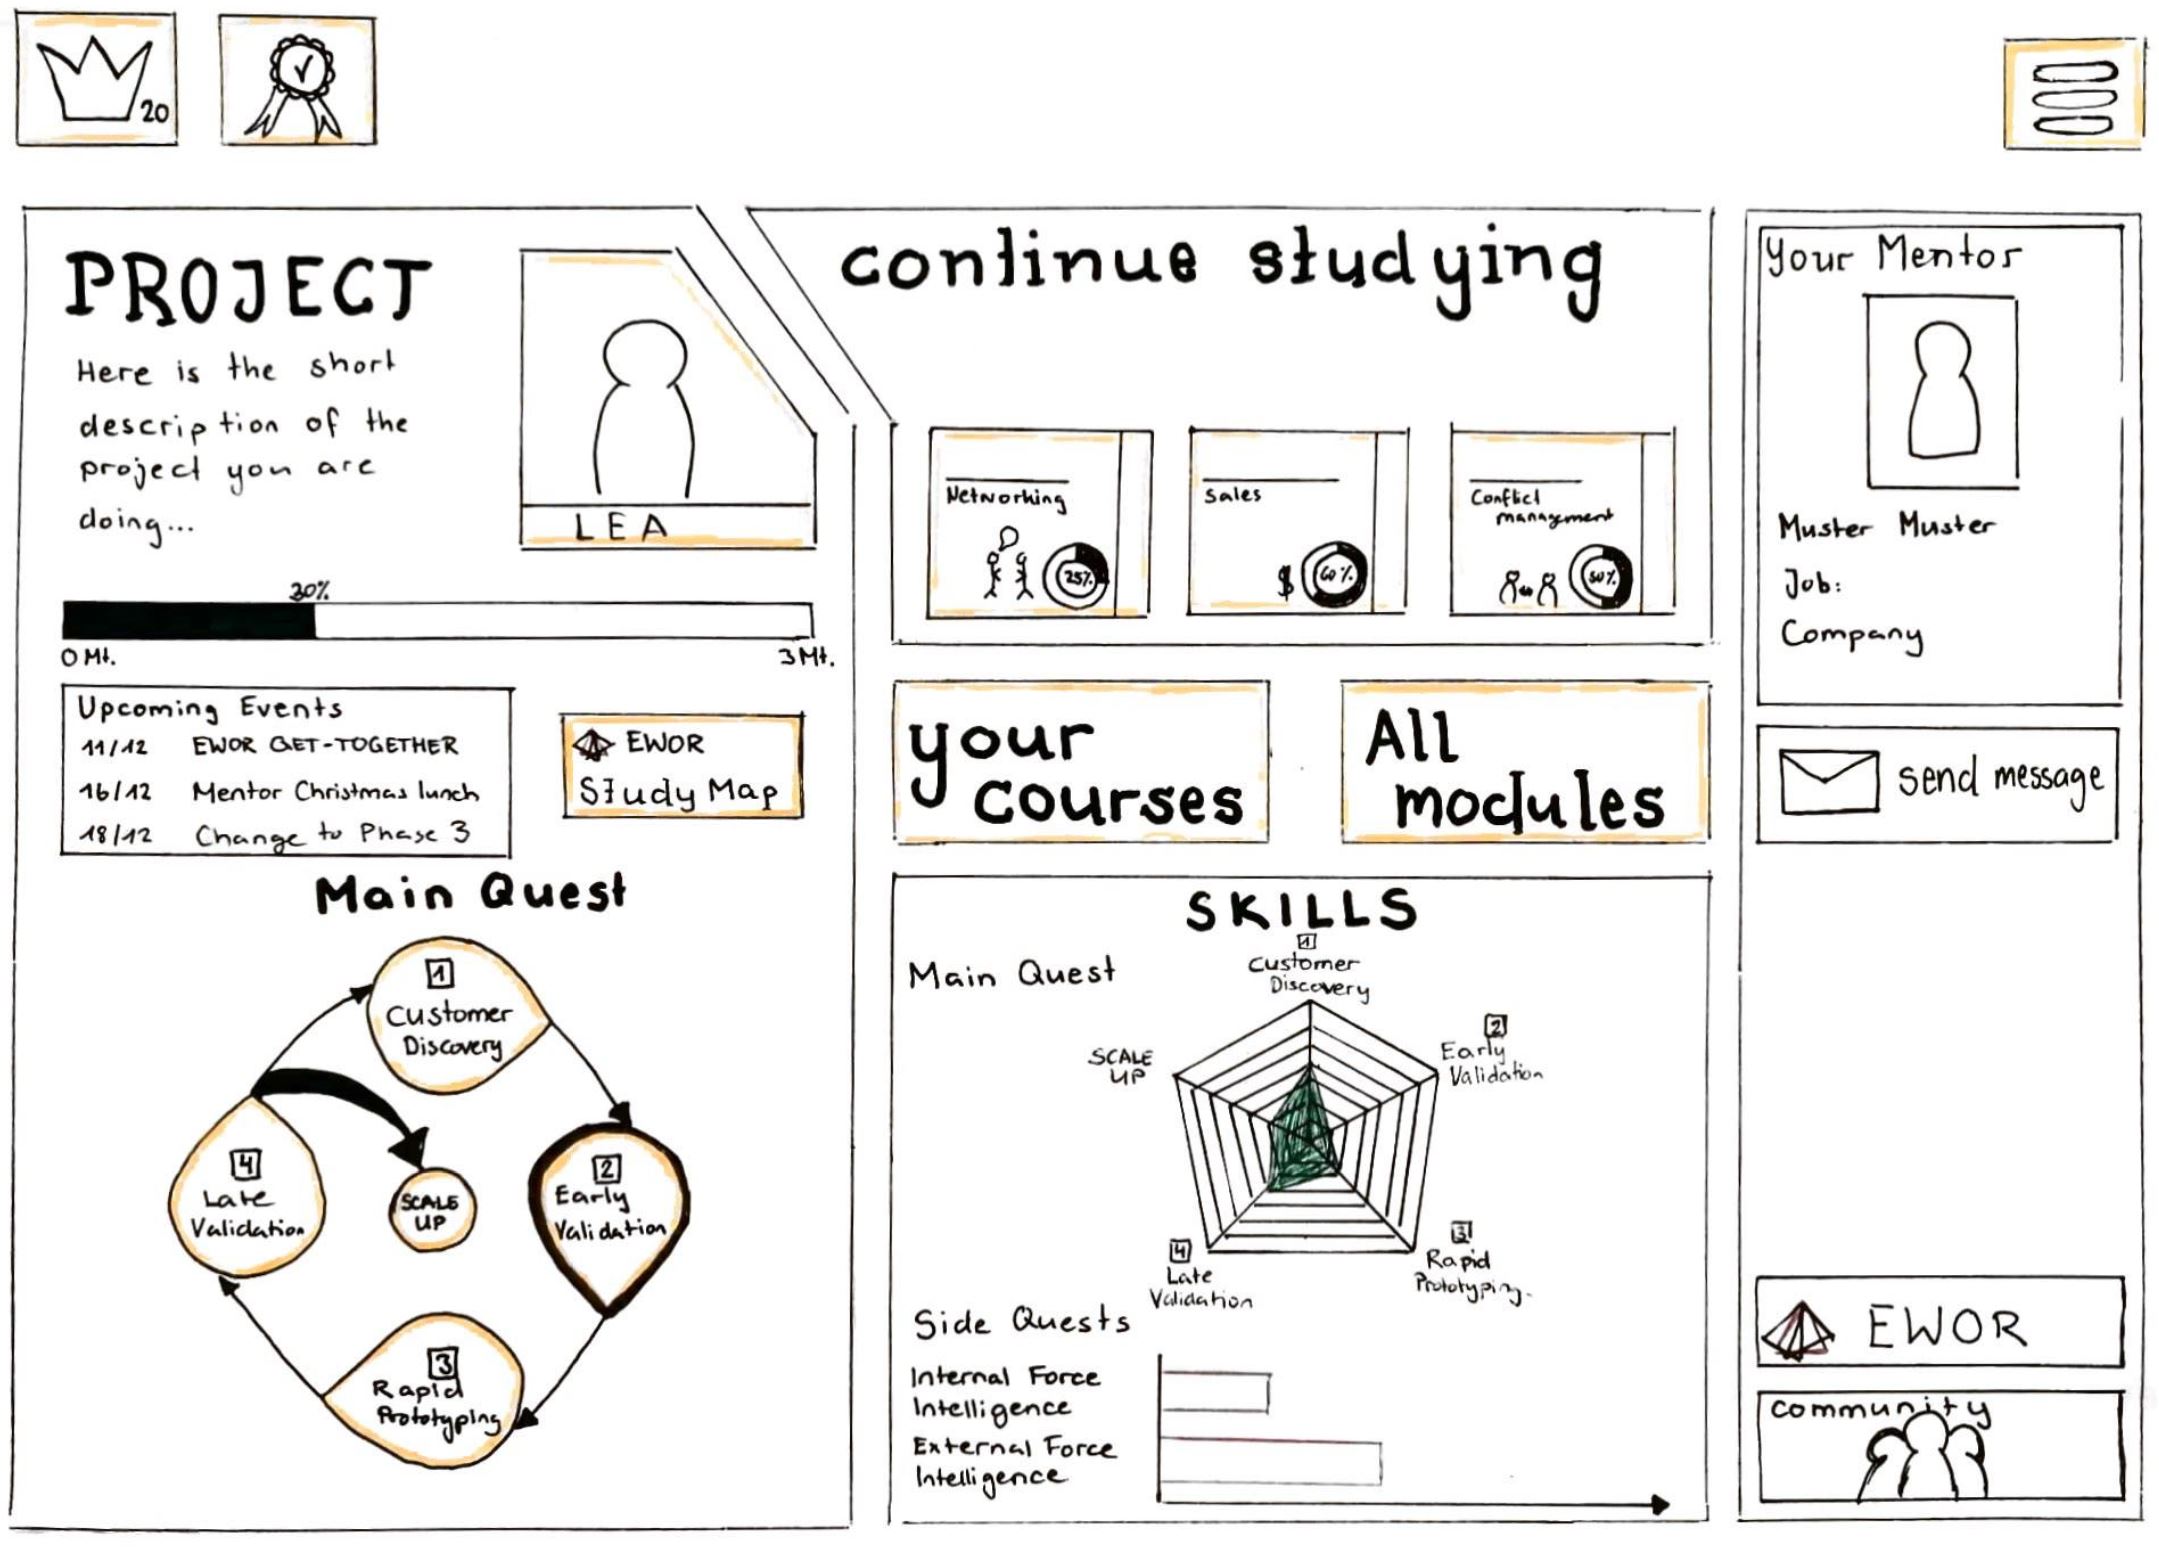 20
PROJECT
Here is the short
description of the
project you are
doing...
LEA
30%
0 Mt.
3 Mt.
Upcoming Events
11/12 EWOR GET-TOGETHER
16/12 Mentor Christmas lunch
18/12 Change to Phase 3
EWOR
Study Map
Main Quest
1
Customer
Discovery
2
Early
Validation
3
Rapid
Prototyping
4
Late
Validation
SCALE
UP
continue studying
Networking
25%
Sales
$
60%
Conflict
management
50%
your
courses
All
modules
SKILLS
Main Quest
1
Customer
Discovery
2
Early
Validation
3
Rapid
Prototyping.
4
Late
Validation
SCALE
UP
Side Quests
Internal Force
Intelligence
External Force
Intelligence
your Mentor
Muster Muster
Job:
Company
send message
EWOR
community